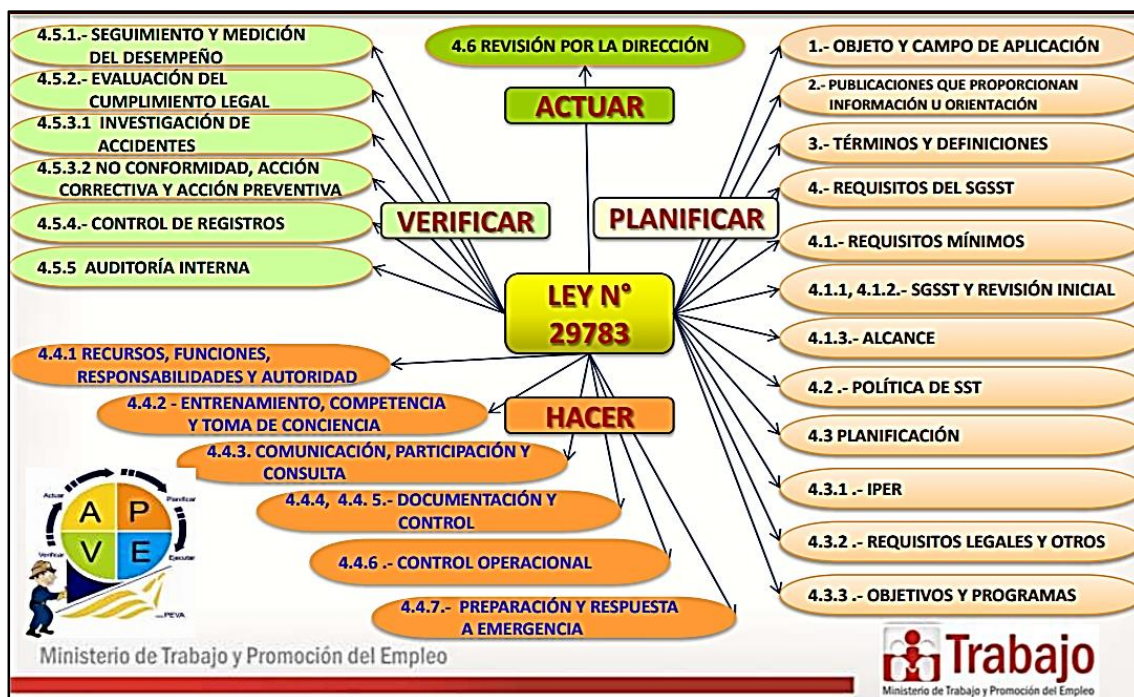 4.5.1.- SEGUIMIENTO Y MEDICIÓN
DEL DESEMPEÑO
4.5.2.- EVALUACIÓN DEL
CUMPLIMIENTO LEGAL
4.5.3.1 INVESTIGACIÓN DE
ACCIDENTES
4.5.3.2 NO CONFORMIDAD, ACCIÓN
CORRECTIVA Y ACCIÓN PREVENTIVA
4.5.4.- CONTROL DE REGISTROS
4.5.5 AUDITORÍA INTERNA
VERIFICAR
4.6 REVISIÓN POR LA DIRECCIÓN
ACTUAR
PLANIFICAR
1.- OBJETO Y CAMPO DE APLICACIÓN
2.- PUBLICACIONES QUE PROPORCIONAN
INFORMACIÓN U ORIENTACIÓN
3.- TÉRMINOS Y DEFINICIONES
4.- REQUISITOS DEL SGSST
4.1.- REQUISITOS MÍNIMOS
4.1.1, 4.1.2.- SGSST Y REVISIÓN INICIAL
4.1.3.- ALCANCE
4.2 .- POLÍTICA DE SST
4.3 PLANIFICACIÓN
4.3.1 .- IPER
4.3.2 .- REQUISITOS LEGALES Y OTROS
4.3.3 .- OBJETIVOS Y PROGRAMAS
LEY N°
29783
HACER
4.4.1 RECURSOS, FUNCIONES,
RESPONSABILIDADES Y AUTORIDAD
4.4.2 - ENTRENAMIENTO, COMPETENCIA
Y TOMA DE CONCIENCIA
4.4.3. COMUNICACIÓN, PARTICIPACIÓN Y
CONSULTA
4.4.4, 4.4. 5.- DOCUMENTACIÓN Y
CONTROL
4.4.6 .- CONTROL OPERACIONAL
4.4.7.- PREPARACIÓN Y RESPUESTA
A EMERGENCIA
Actuar
Planificar
A P
V E
Verificar
Ejecutar
....PEVA
Ministerio de Trabajo y Promoción del Empleo
Trabajo
Ministerio de Trabajo y Promoción del Empleo